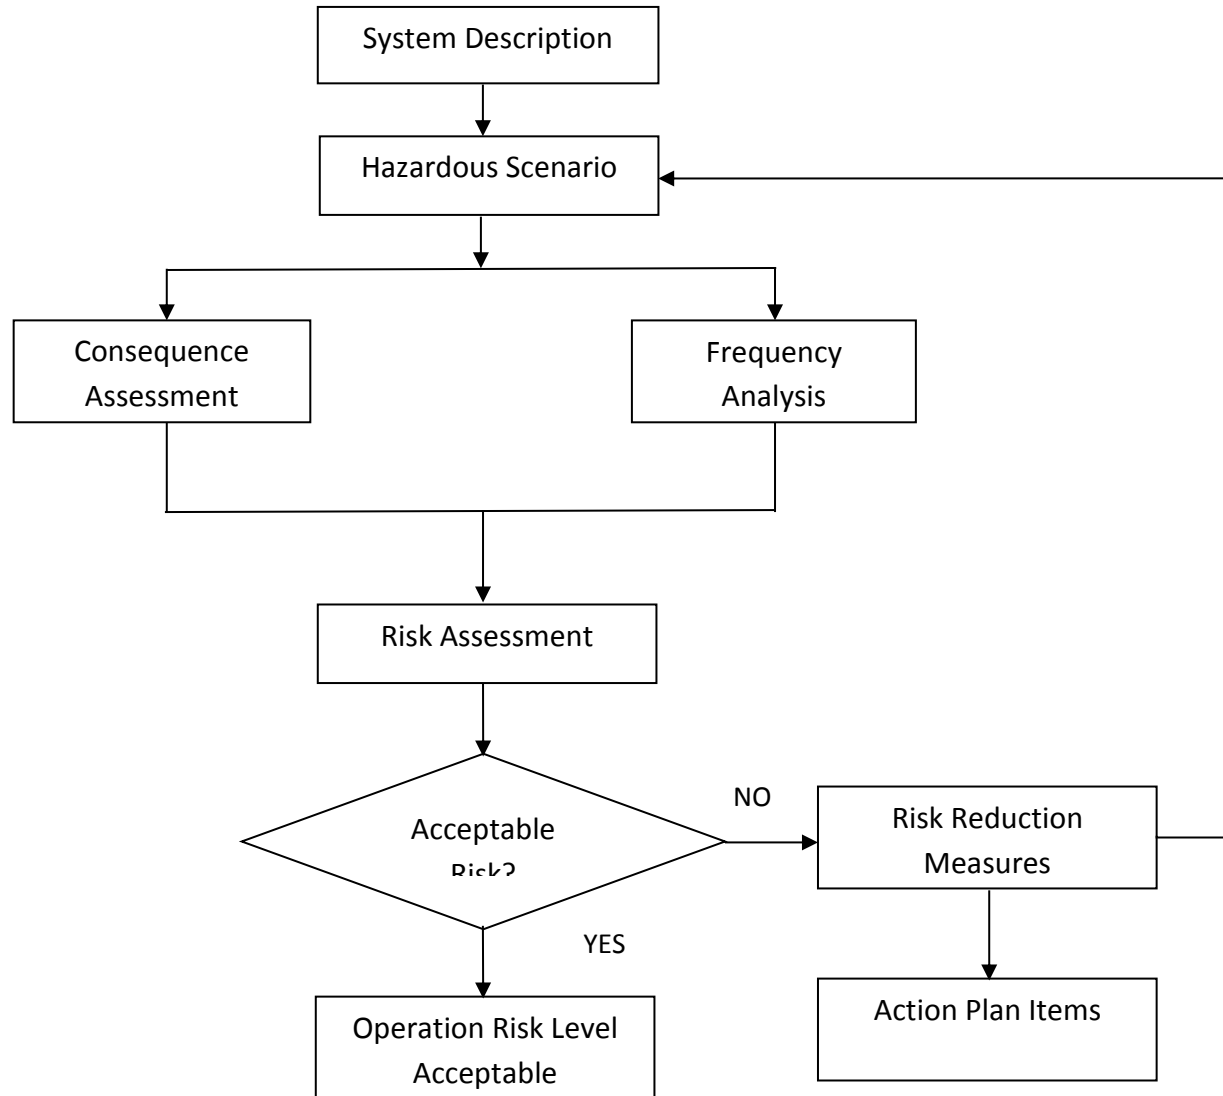 System Description
Hazardous Scenario
Consequence
Assessment
Frequency
Analysis
Risk Assessment
Acceptable
Risk?
NO
YES
Risk Reduction
Measures
Operation Risk Level
Acceptable
Action Plan Items